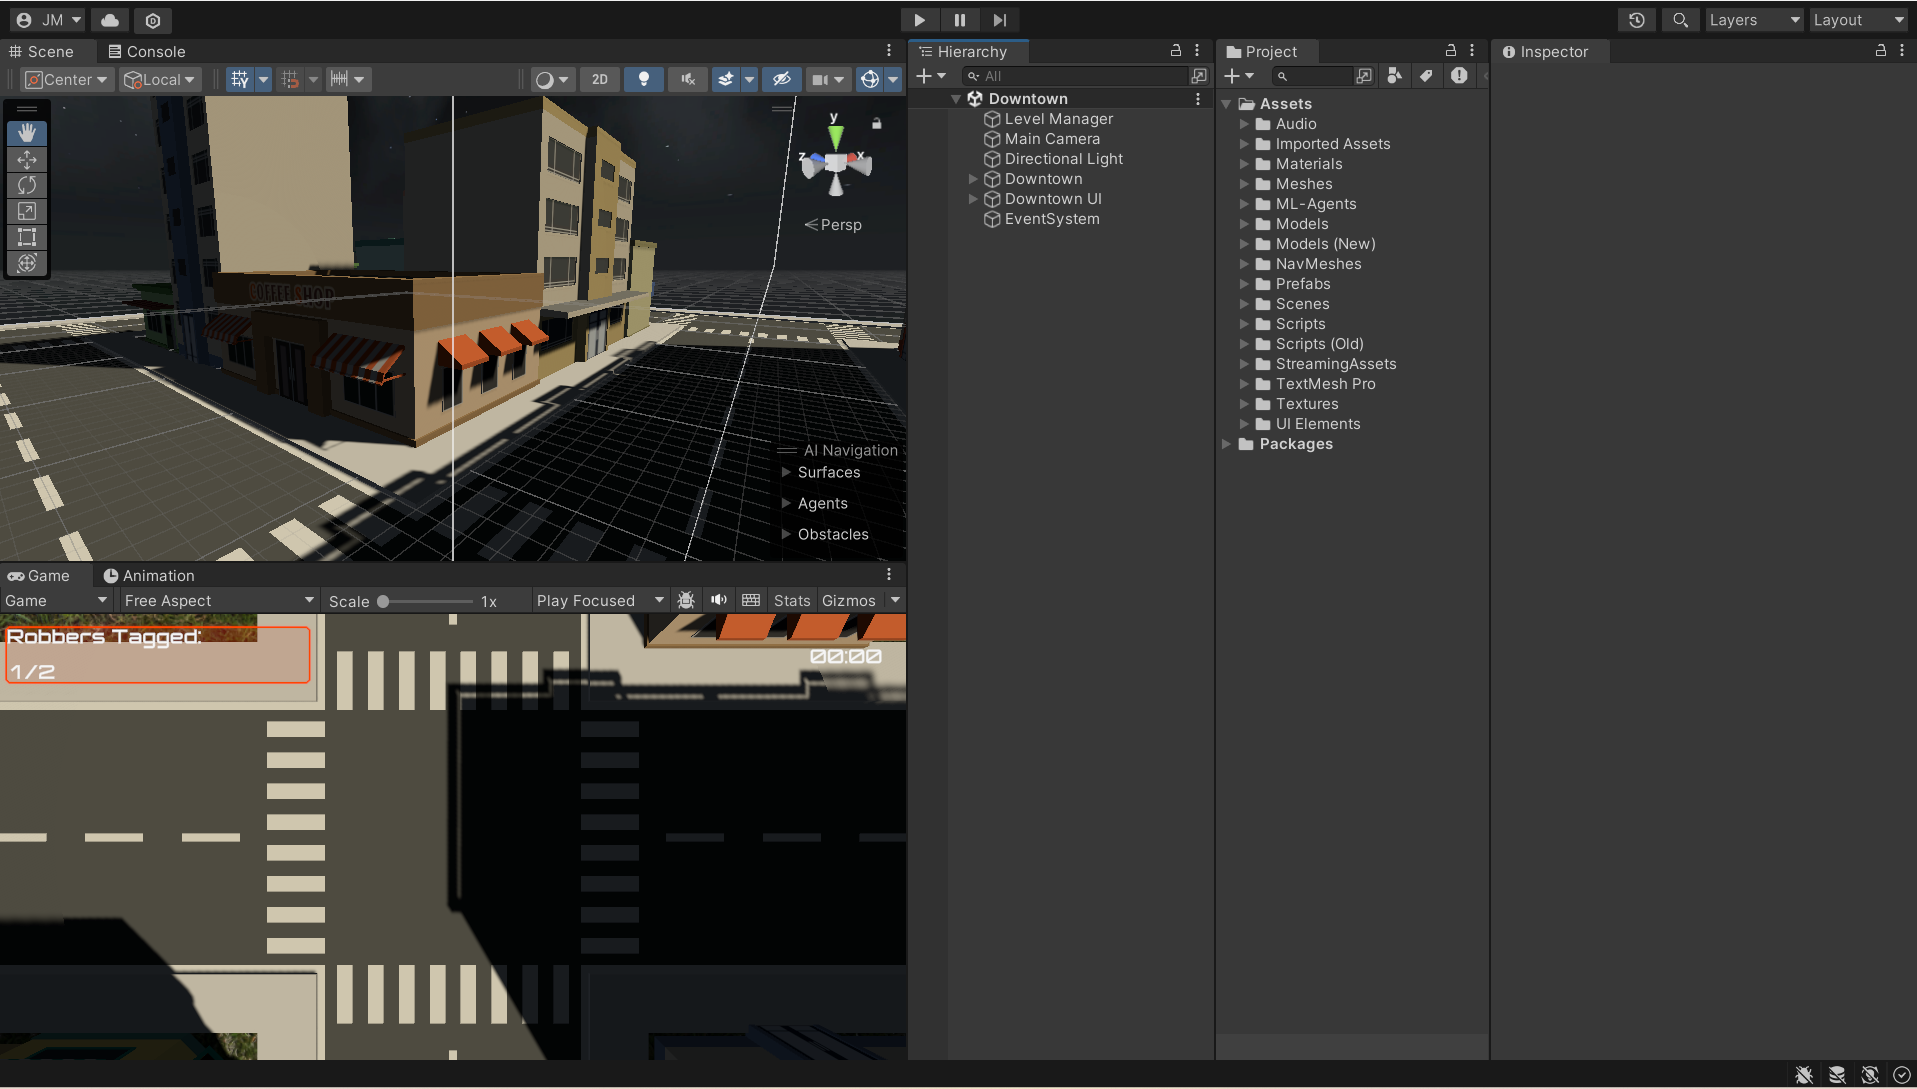 JM
Layers
Layout
Scene
Console
Hierarchy
Project
Inspector
Center
Local
2D
All
Downtown
Level Manager
Main Camera
Directional Light
Downtown
Downtown UI
EventSystem
Assets
Audio
Imported Assets
Materials
Meshes
ML-Agents
Models
Models (New)
NavMeshes
Prefabs
Scenes
Scripts
Scripts (Old)
StreamingAssets
TextMesh Pro
Textures
UI Elements
Packages
y
z
x
Persp
COFFEE SHOP
AI Navigation
Surfaces
Agents
Obstacles
Game
Animation
Game
Free Aspect
Scale
1x
Play Focused
Stats
Gizmos
Robbers Tagged:
1/2
00:00